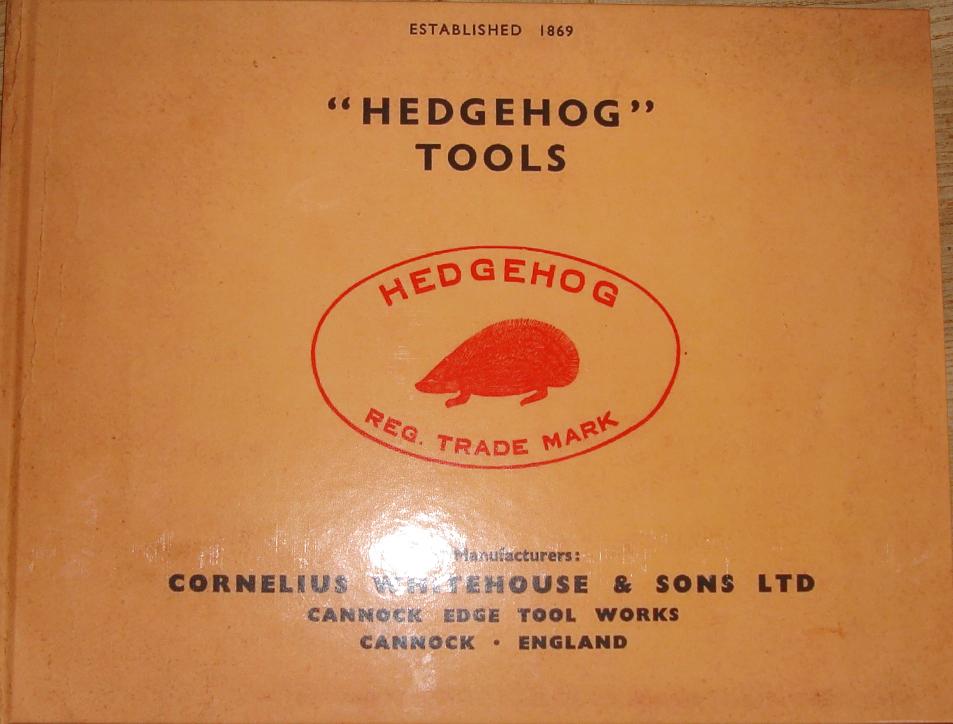 ESTABLISHED 1869
“HEDGEHOG”
TOOLS
HEDGEHOG
REG. TRADE MARK
Manufacturers:
CORNELIUS WHITEHOUSE & SONS LTD
CANNOCK EDGE TOOL WORKS
CANNOCK · ENGLAND